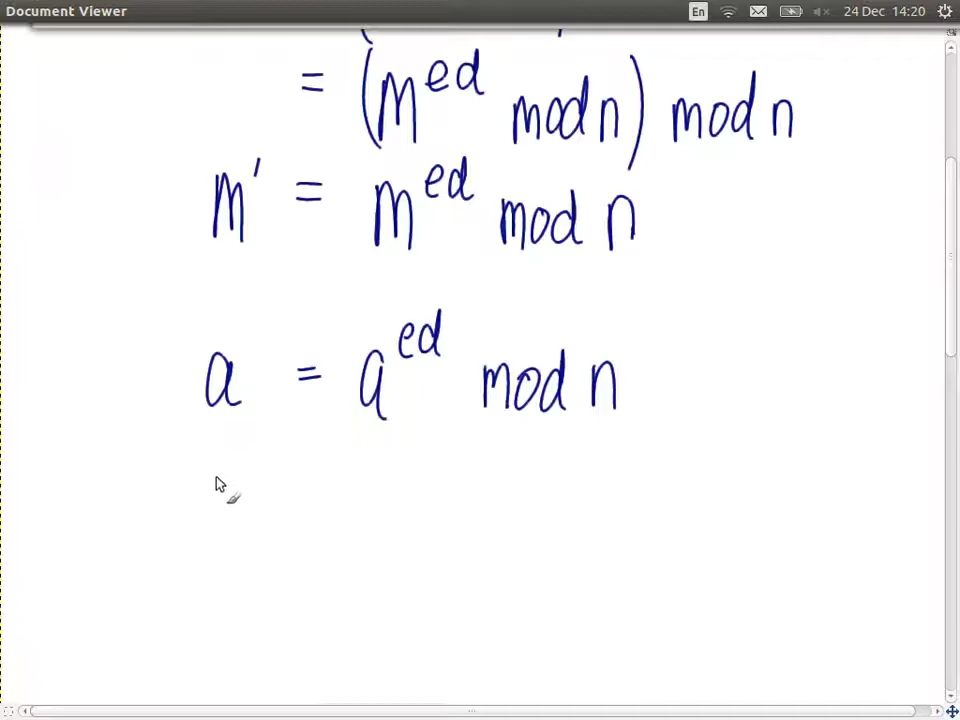 Document Viewer En 24 Dec 14:20
= (m^ed mod n) mod n
m' = m^ed mod n
a = a^ed mod n